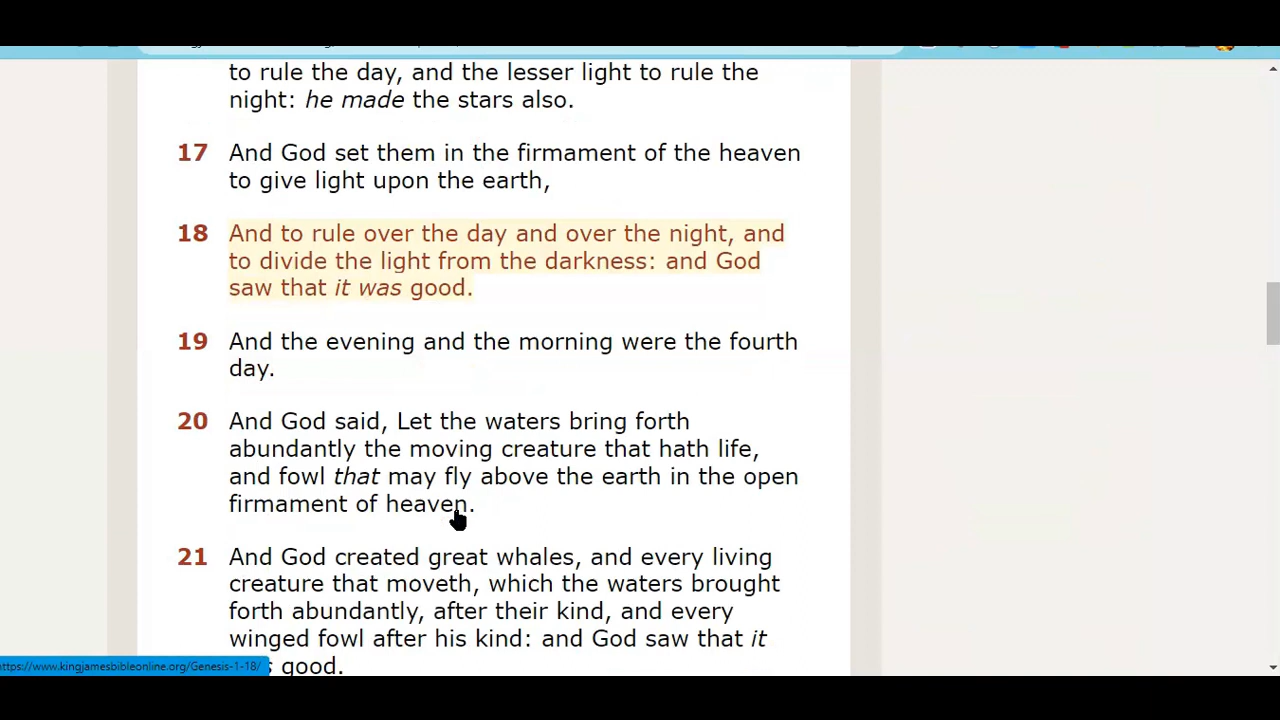 to rule the day, and the lesser light to rule the
night: he made the stars also.
17 And God set them in the firmament of the heaven
to give light upon the earth,
18 And to rule over the day and over the night, and
to divide the light from the darkness: and God
saw that it was good.
19 And the evening and the morning were the fourth
day.
20 And God said, Let the waters bring forth
abundantly the moving creature that hath life,
and fowl that may fly above the earth in the open
firmament of heaven.
21 And God created great whales, and every living
creature that moveth, which the waters brought
forth abundantly, after their kind, and every
winged fowl after his kind: and God saw that it
good.
https://www.kingjamesbibleonline.org/Genesis-1-18/